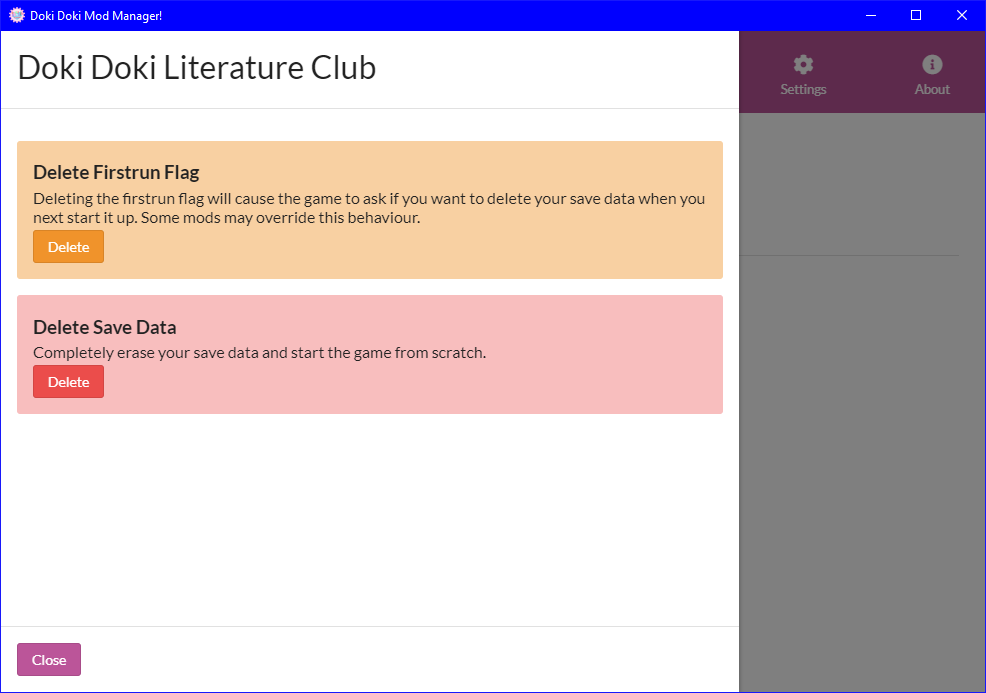 Doki Doki Mod Manager!
Doki Doki Literature Club
Settings
About
Delete Firstrun Flag
Deleting the firstrun flag will cause the game to ask if you want to delete your save data when you
next start it up. Some mods may override this behaviour.
Delete
Delete Save Data
Completely erase your save data and start the game from scratch.
Delete
Close